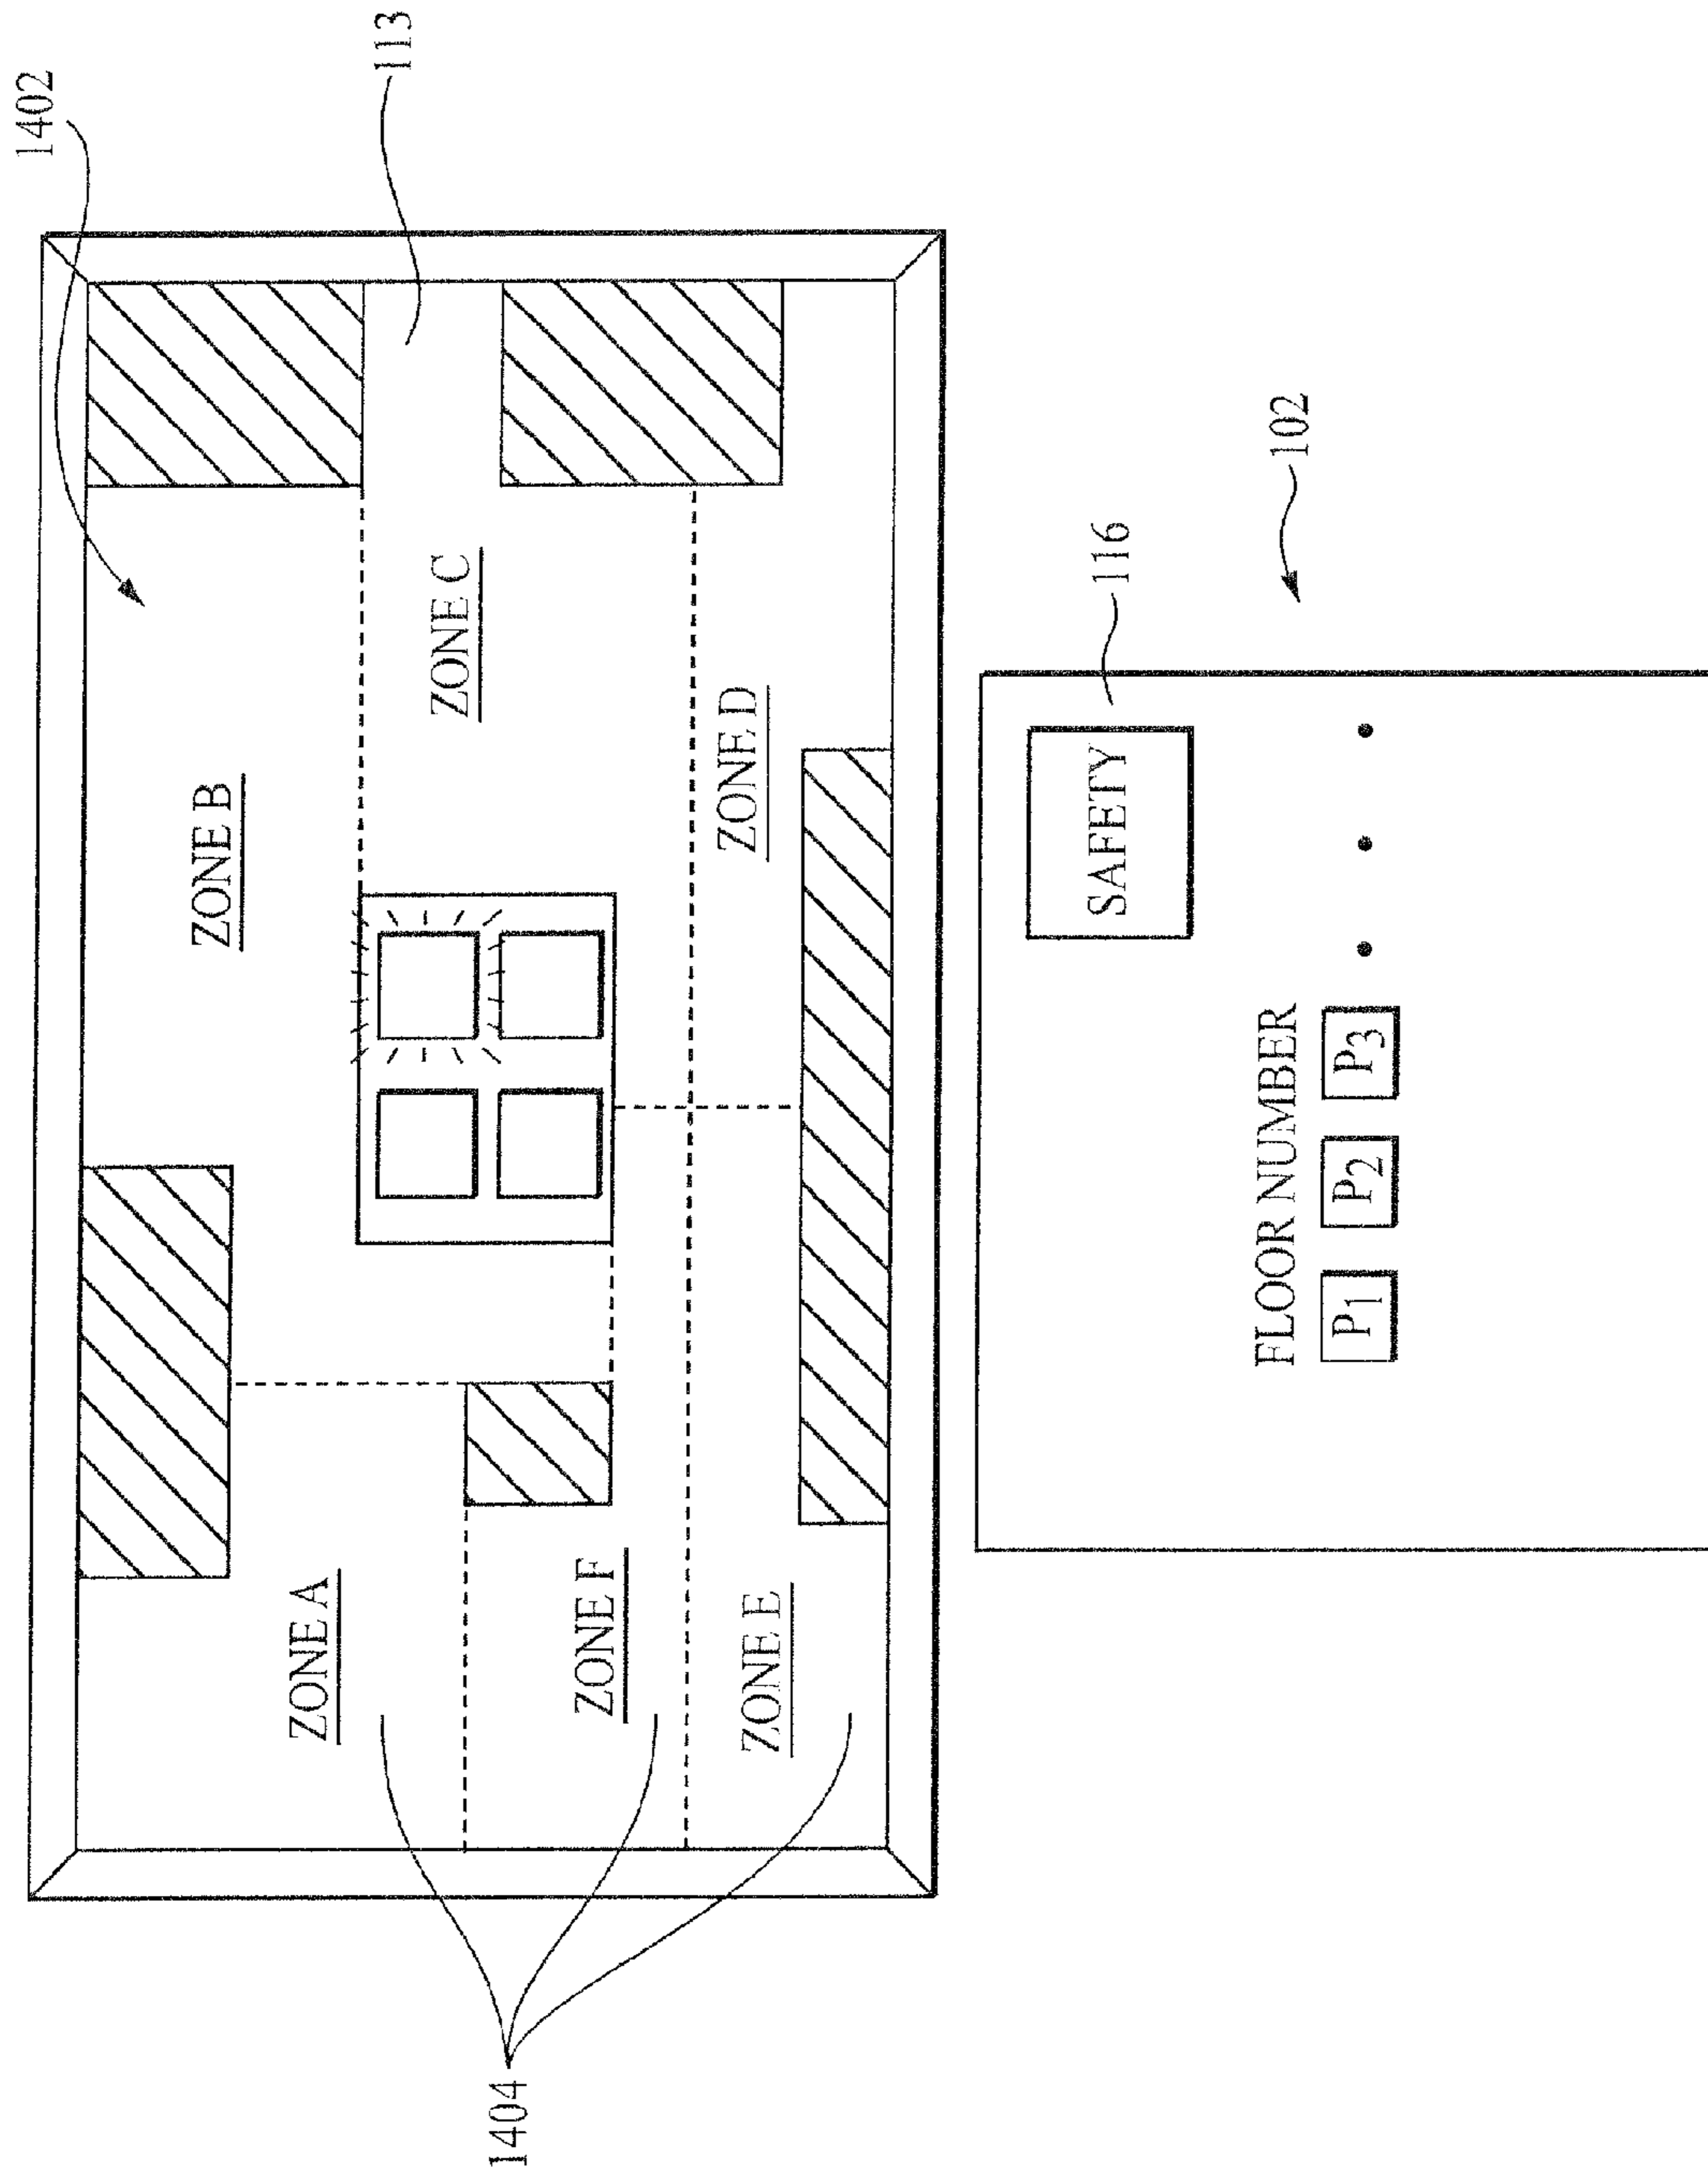 1402
113
ZONE B
ZONE C
ZONE D
ZONE A
ZONE F
ZONE E
1404
SAFETY
116
102
FLOOR NUMBER
P1 P2 P3 • • •